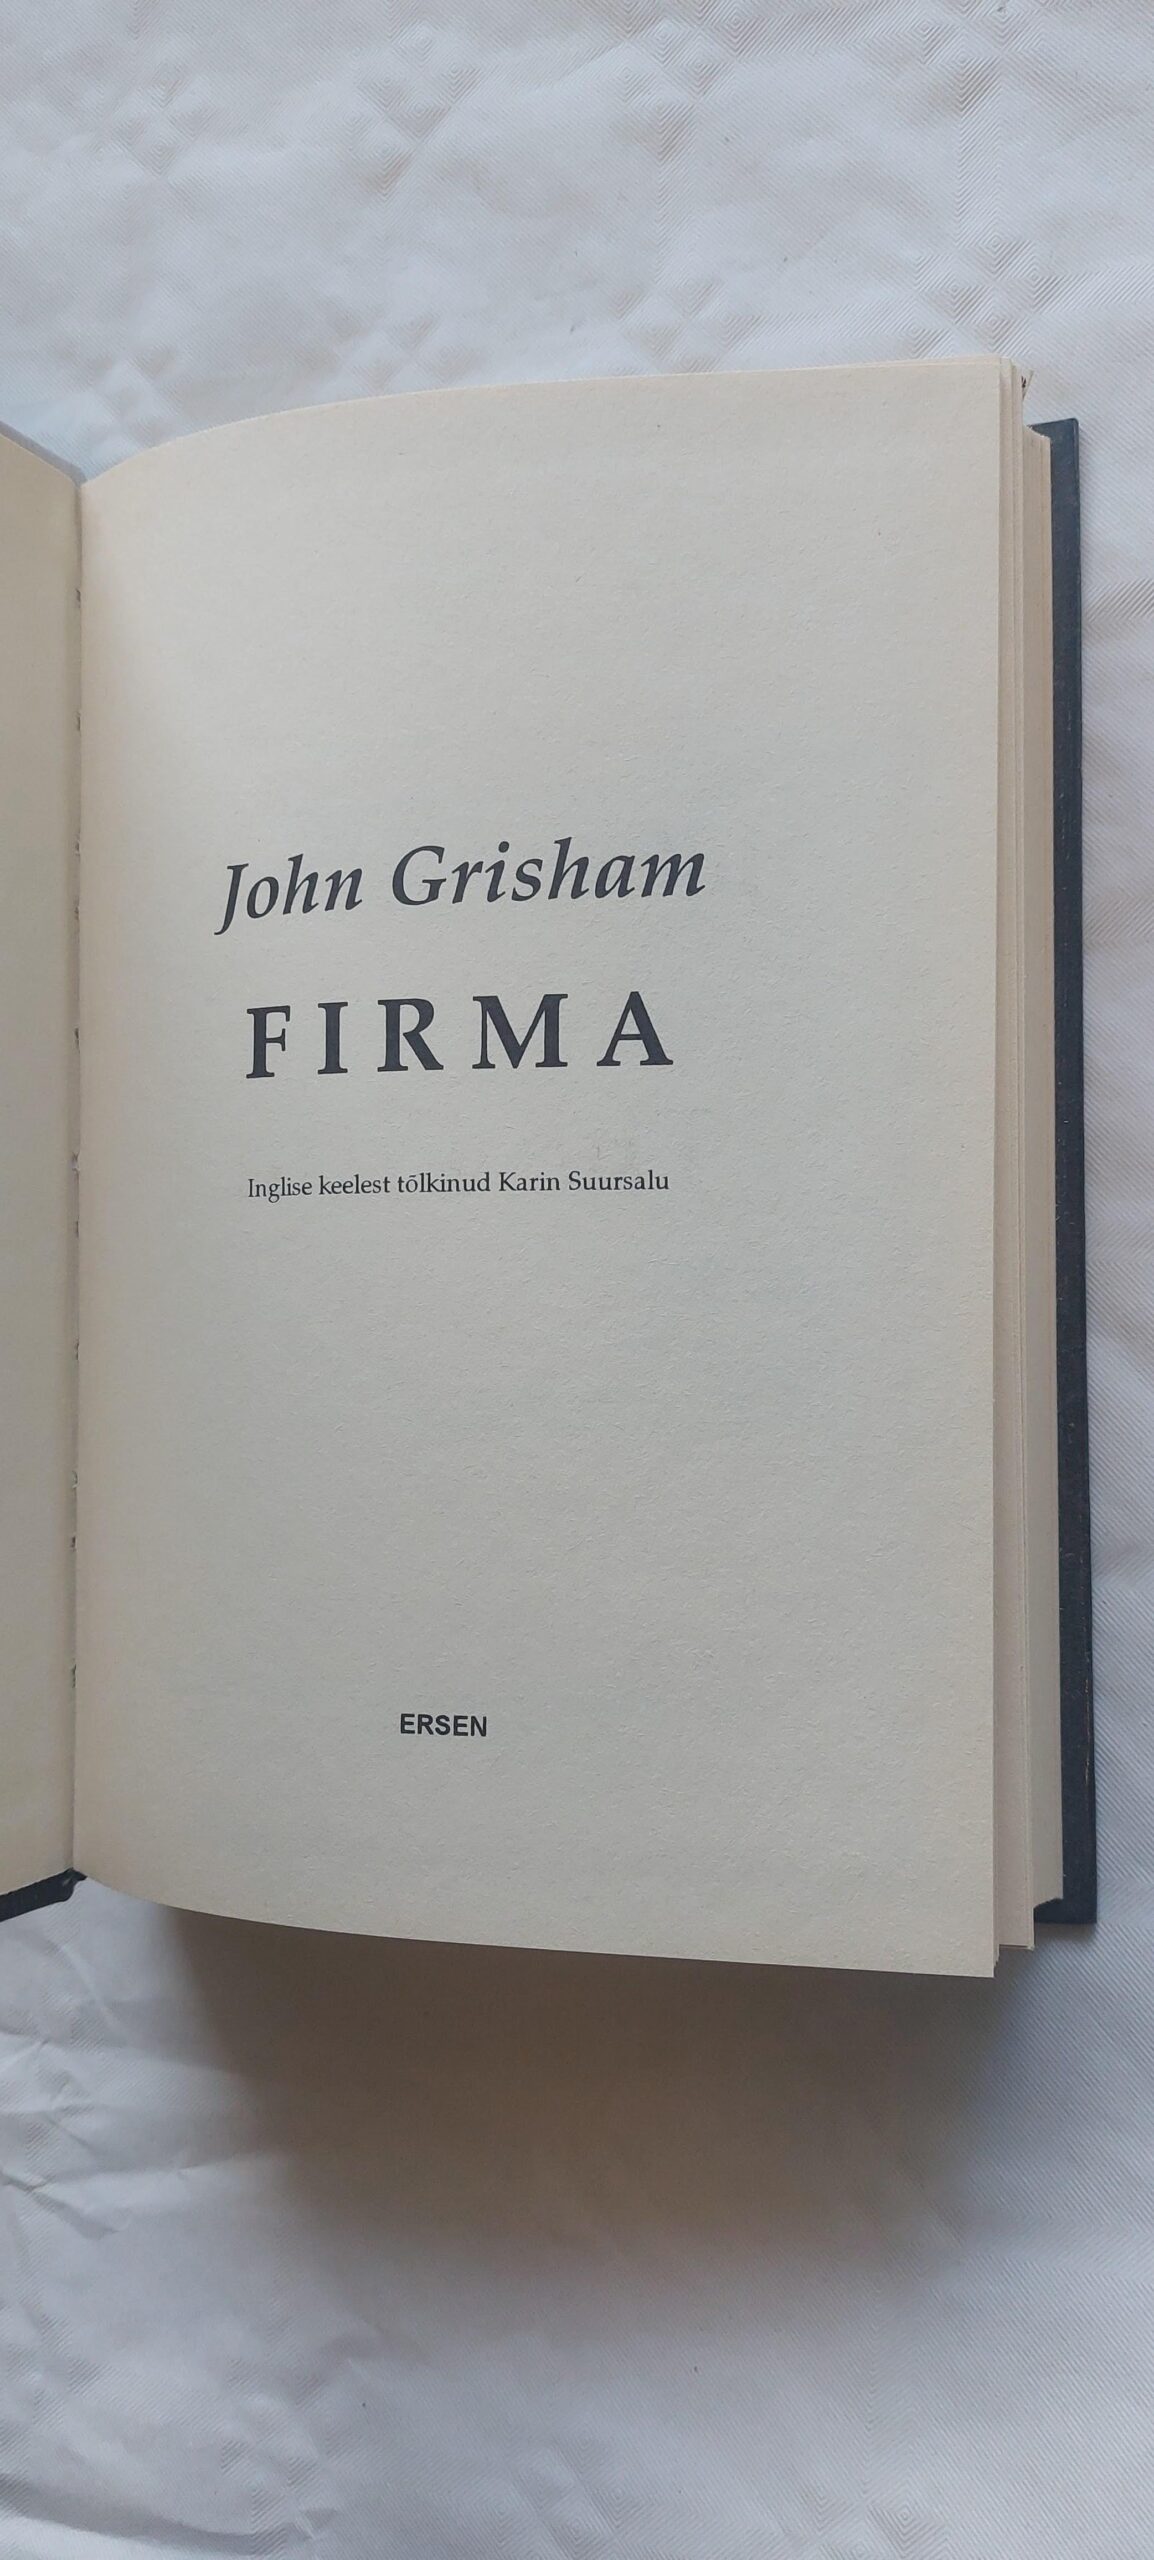 John Grisham
FIRMA
Inglise keelest tõlkinud Karin Suursalu
ERSEN